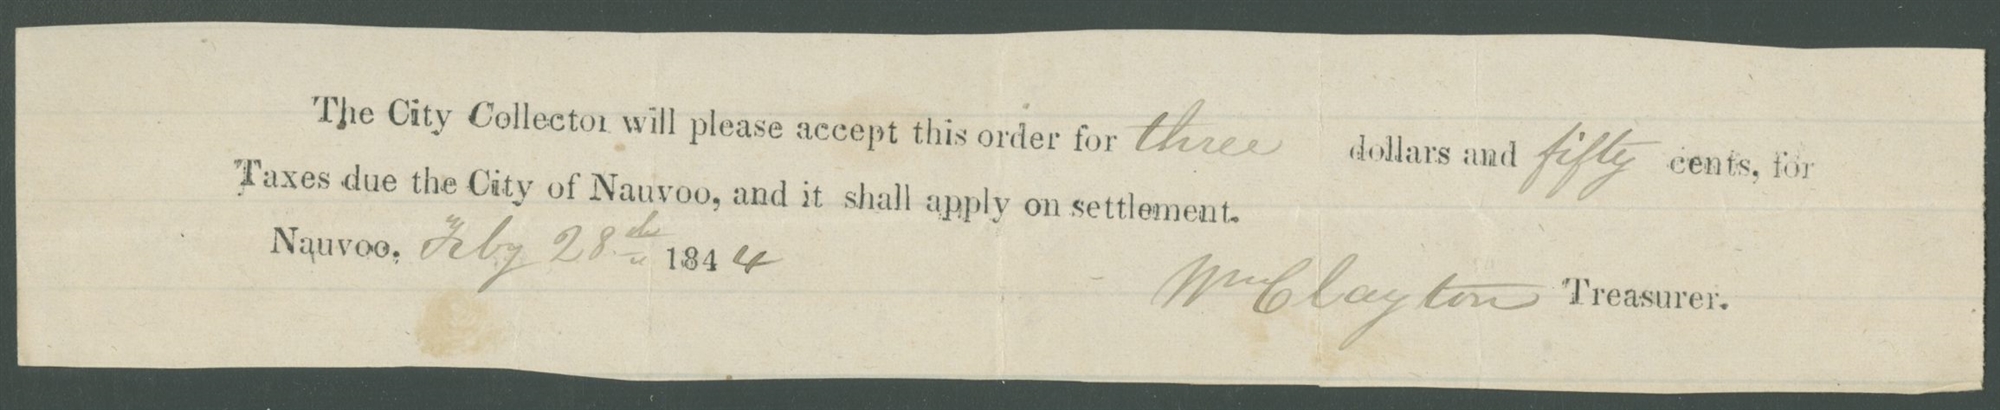 The City Collector will please accept this order for three dollars and fifty cents, for
Taxes due the City of Nauvoo, and it shall apply on settlement.
Nauvoo. Feby 28th 1844
Wm Clayton Treasurer.